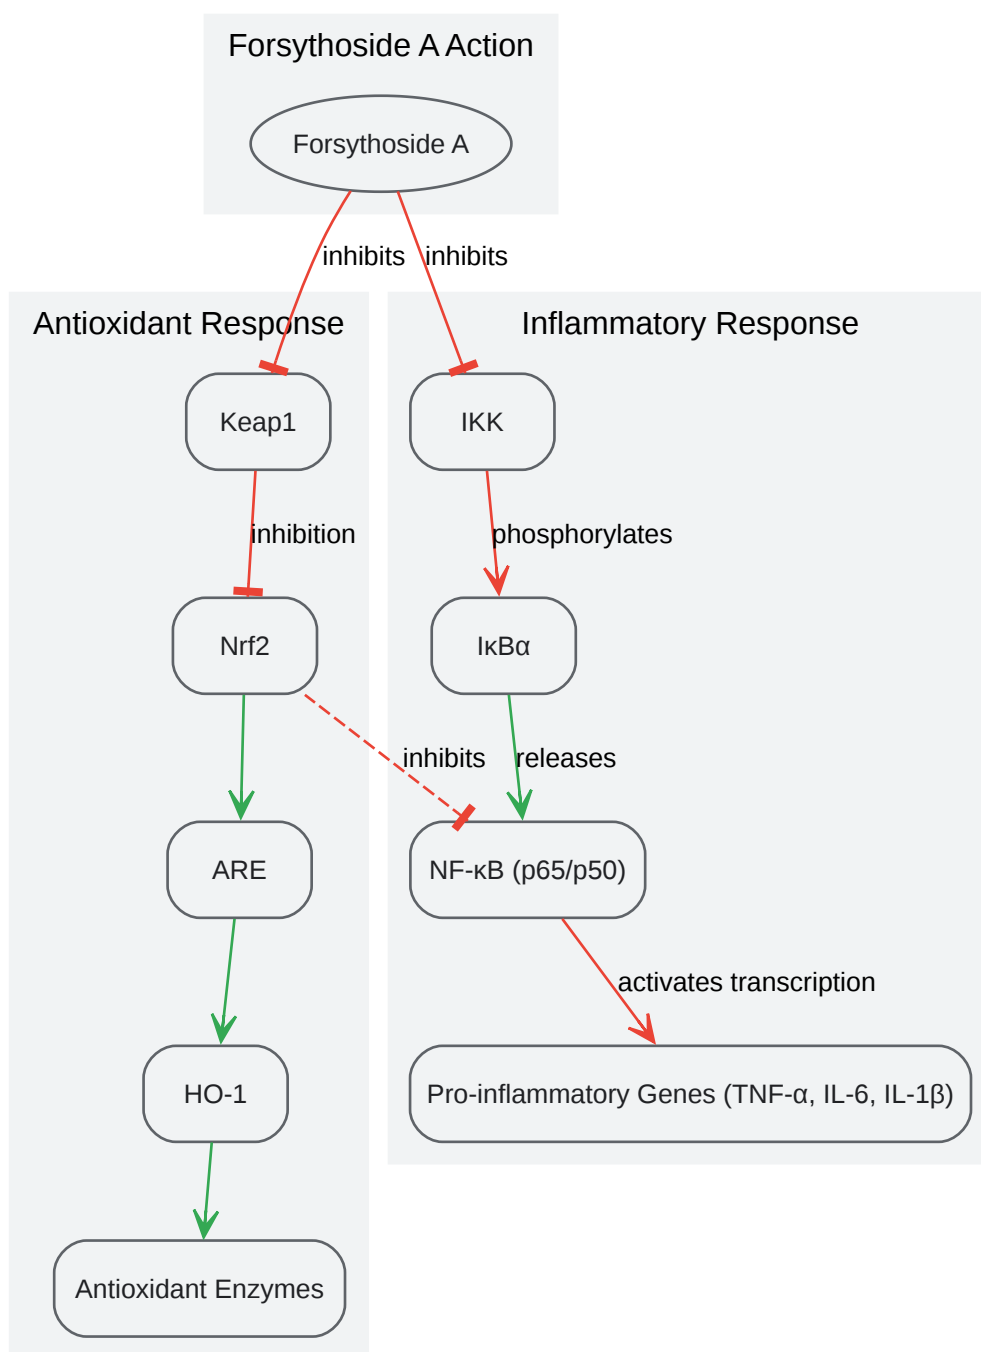 Forsythoside A Action
Forsythoside A
inhibits
inhibits
Antioxidant Response
Inflammatory Response
Keap1
IKK
inhibition
phosphorylates
Nrf2
IκBα
inhibits
releases
ARE
NF-κB (p65/p50)
activates transcription
HO-1
Pro-inflammatory Genes (TNF-α, IL-6, IL-1β)
Antioxidant Enzymes